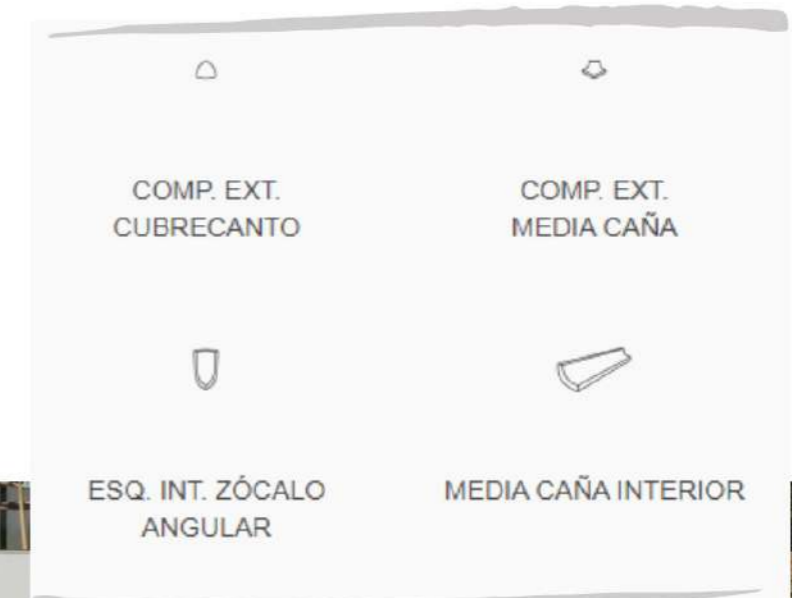 COMP. EXT.
CUBRECANTO
COMP. EXT.
MEDIA CAÑA
ESQ. INT. ZÓCALO
ANGULAR
MEDIA CAÑA INTERIOR